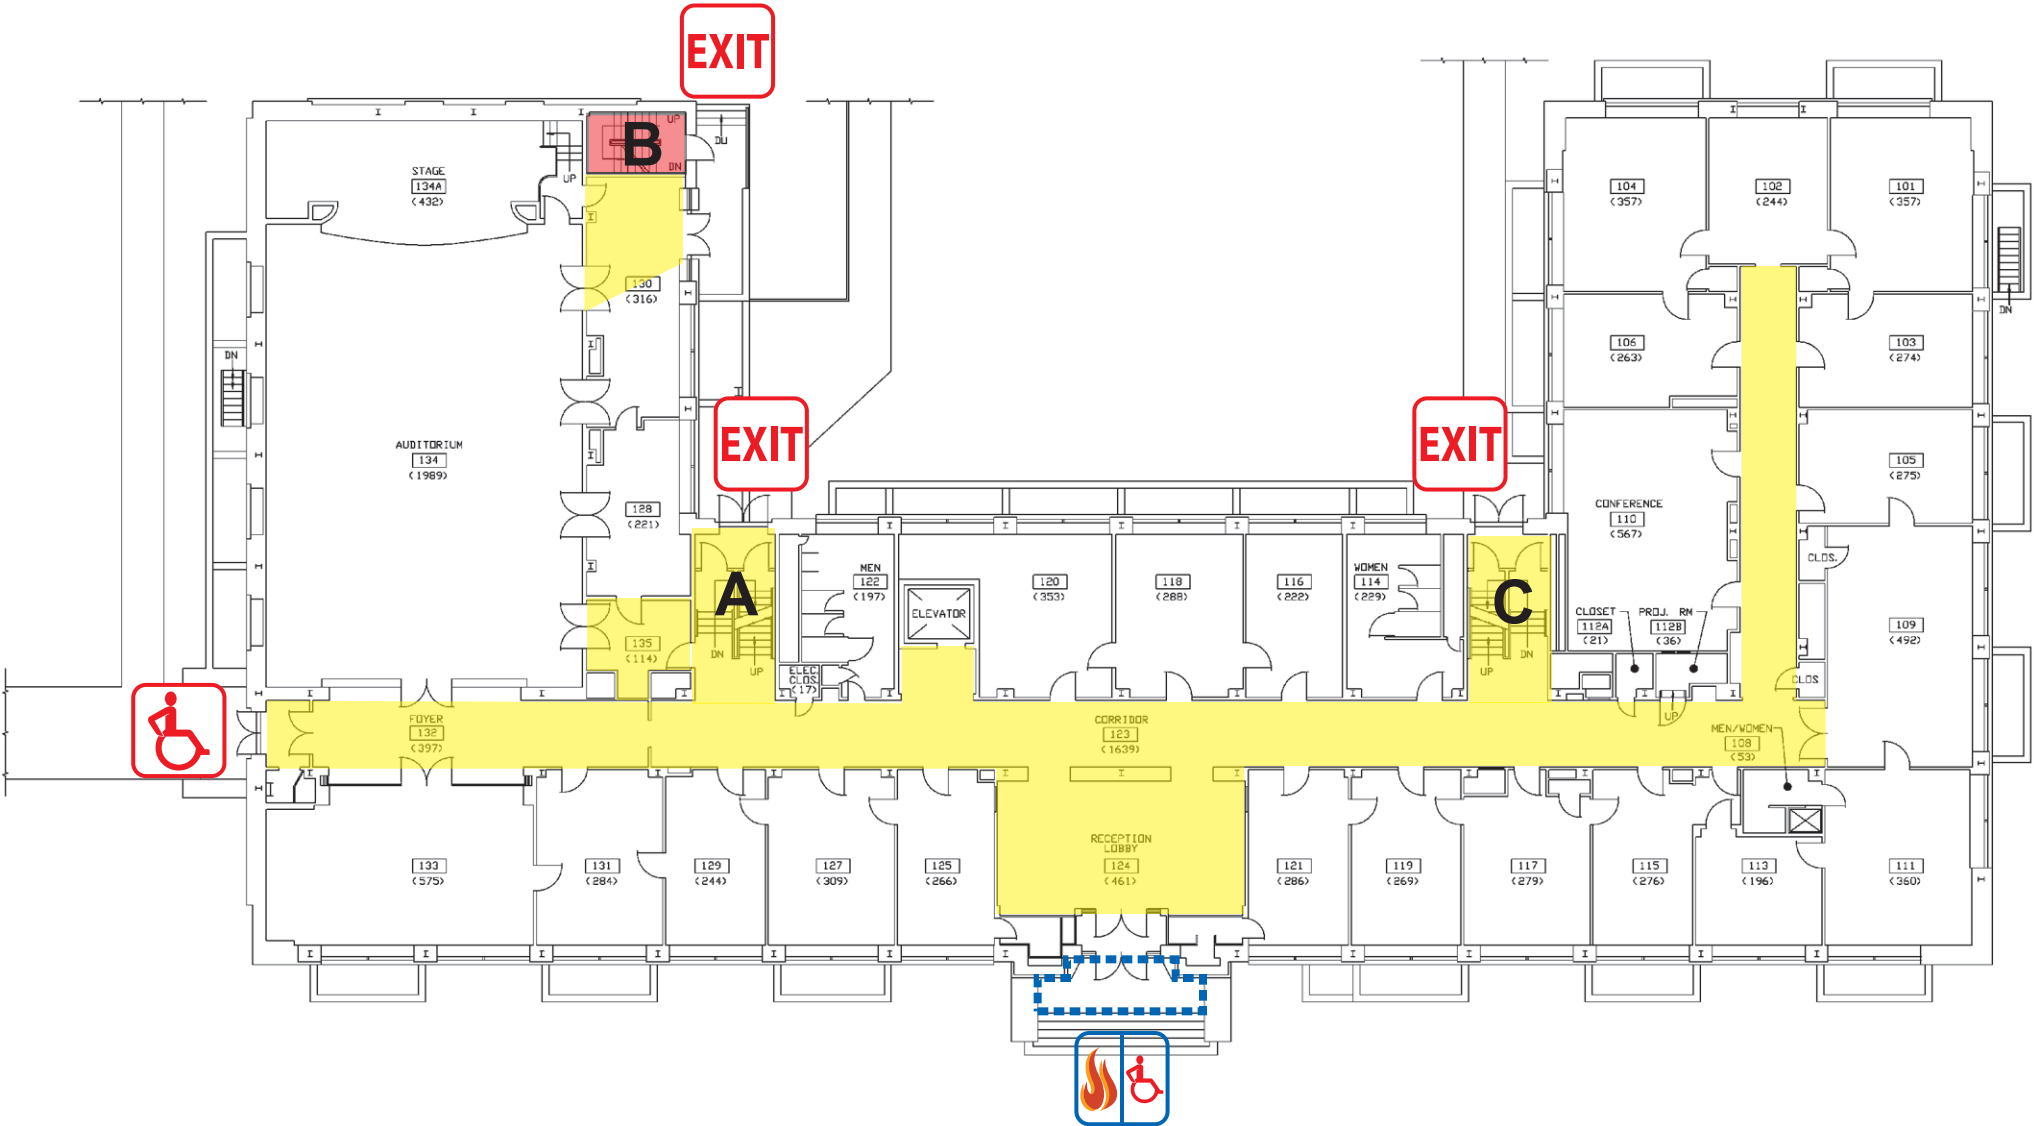 EXIT
B
UP
DN
DU
UP
STAGE
134A
(432)
104
(357)
102
(244)
101
(357)
130
(316)
DN
106
(263)
103
(274)
DN
EXIT
EXIT
AUDITORIUM
134
(1989)
105
(275)
128
(221)
CONFERENCE
110
(567)
CLOS.
A
DN
UP
MEN
122
(197)
ELEVATOR
120
(353)
118
(288)
116
(222)
WOMEN
114
(229)
C
UP
DN
CLOSET
112A
(21)
PROJ. RM
112B
(36)
109
(492)
135
(114)
ELEC.
CLOS.
(17)
CLOS
UP
FOYER
132
(397)
CORRIDOR
123
(1639)
MEN/WOMEN
108
(53)
133
(575)
131
(284)
129
(244)
127
(309)
125
(266)
RECEPTION
LOBBY
124
(461)
121
(286)
119
(269)
117
(279)
115
(276)
113
(196)
111
(360)